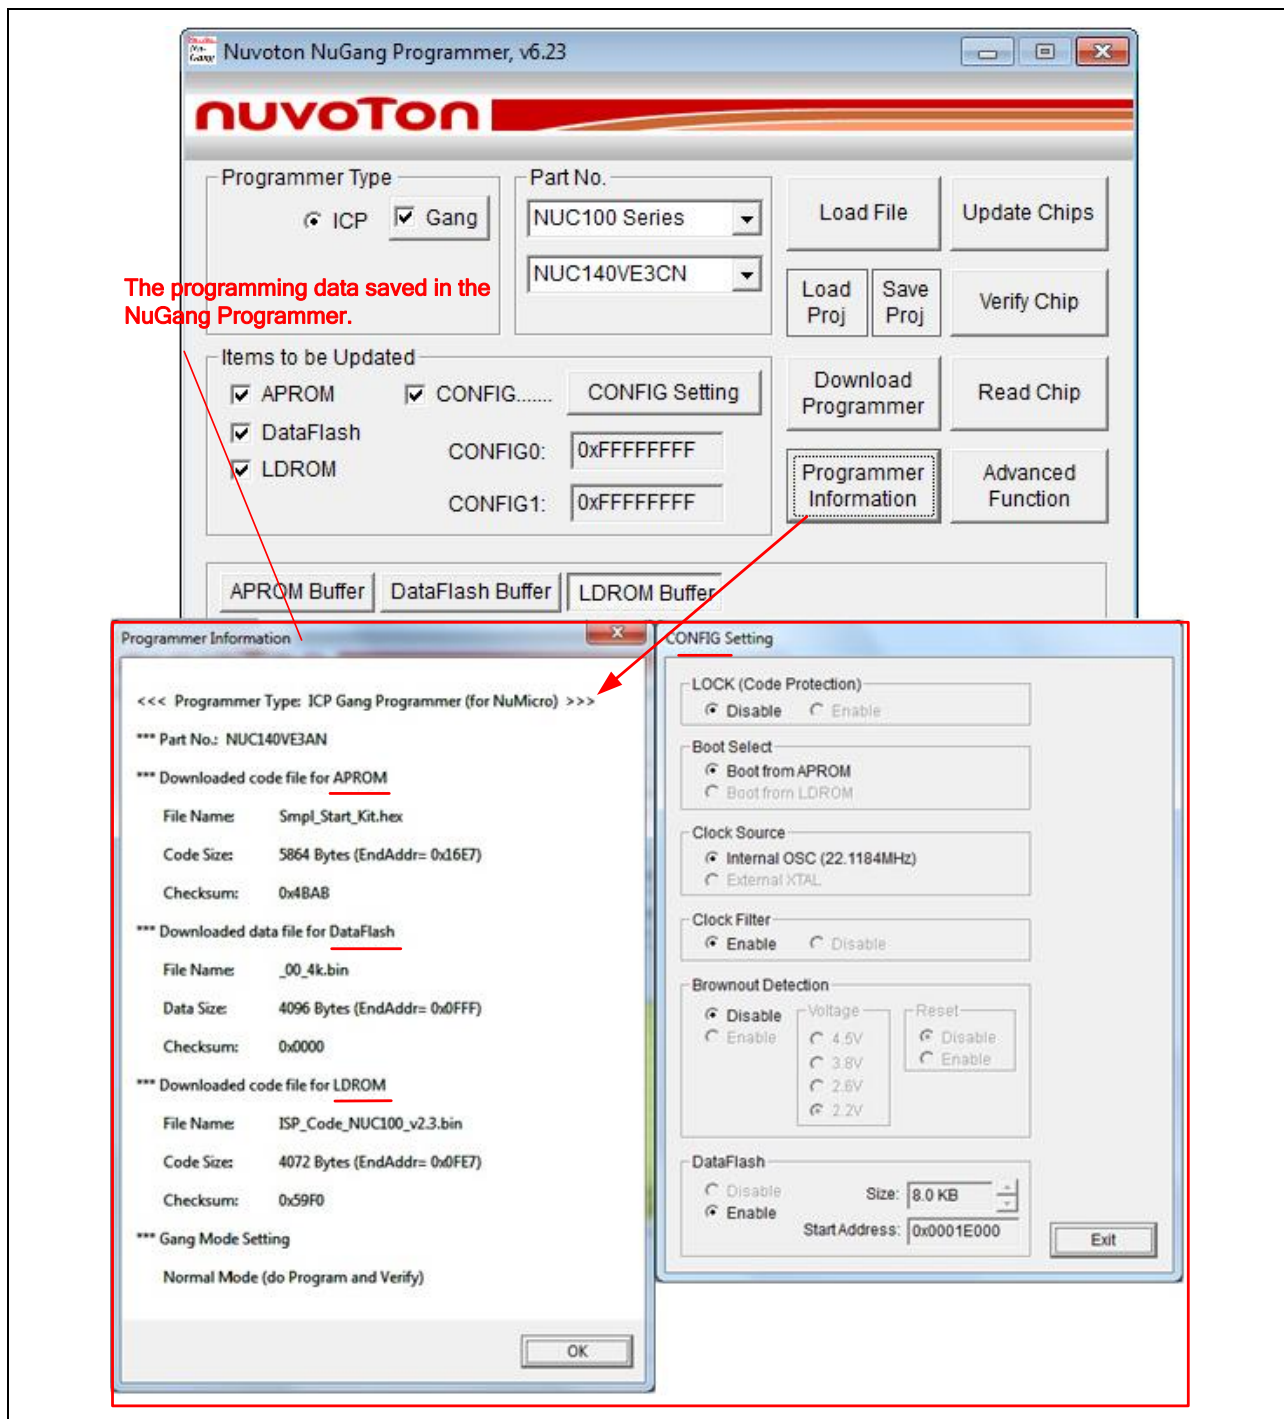 Nuvoton NuGang Programmer, v6.23
nuvoTon
Programmer Type
ICP
Gang
Part No.
NUC100 Series
NUC140VE3CN
Load File
Update Chips
Load Proj
Save Proj
Verify Chip
The programming data saved in the
NuGang Programmer.
Items to be Updated
APROM
CONFIG.......
CONFIG Setting
DataFlash
LDROM
CONFIG0:
0xFFFFFFFF
CONFIG1:
0xFFFFFFFF
Download
Programmer
Read Chip
Programmer
Information
Advanced
Function
APROM Buffer
DataFlash Buffer
LDROM Buffer
Programmer Information
<<< Programmer Type: ICP Gang Programmer (for NuMicro) >>>
*** Part No.: NUC140VE3AN
*** Downloaded code file for APROM
File Name: Smpl_Start_Kit.hex
Code Size: 5864 Bytes (EndAddr= 0x16E7)
Checksum: 0x4BAB
*** Downloaded data file for DataFlash
File Name: _00_4k.bin
Data Size: 4096 Bytes (EndAddr= 0x0FFF)
Checksum: 0x0000
*** Downloaded code file for LDROM
File Name: ISP_Code_NUC100_v2.3.bin
Code Size: 4072 Bytes (EndAddr= 0x0FE7)
Checksum: 0x59F0
*** Gang Mode Setting
Normal Mode (do Program and Verify)
OK
CONFIG Setting
LOCK (Code Protection)
Disable Enable
Boot Select
Boot from APROM
Boot from LDROM
Clock Source
Internal OSC (22.1184MHz)
External XTAL
Clock Filter
Enable Disable
Brownout Detection
Disable
Enable
Voltage
4.5V
3.8V
2.6V
2.2V
Reset
Disable
Enable
DataFlash
Disable
Enable
Size: 8.0 KB
Start Address: 0x0001E000
Exit